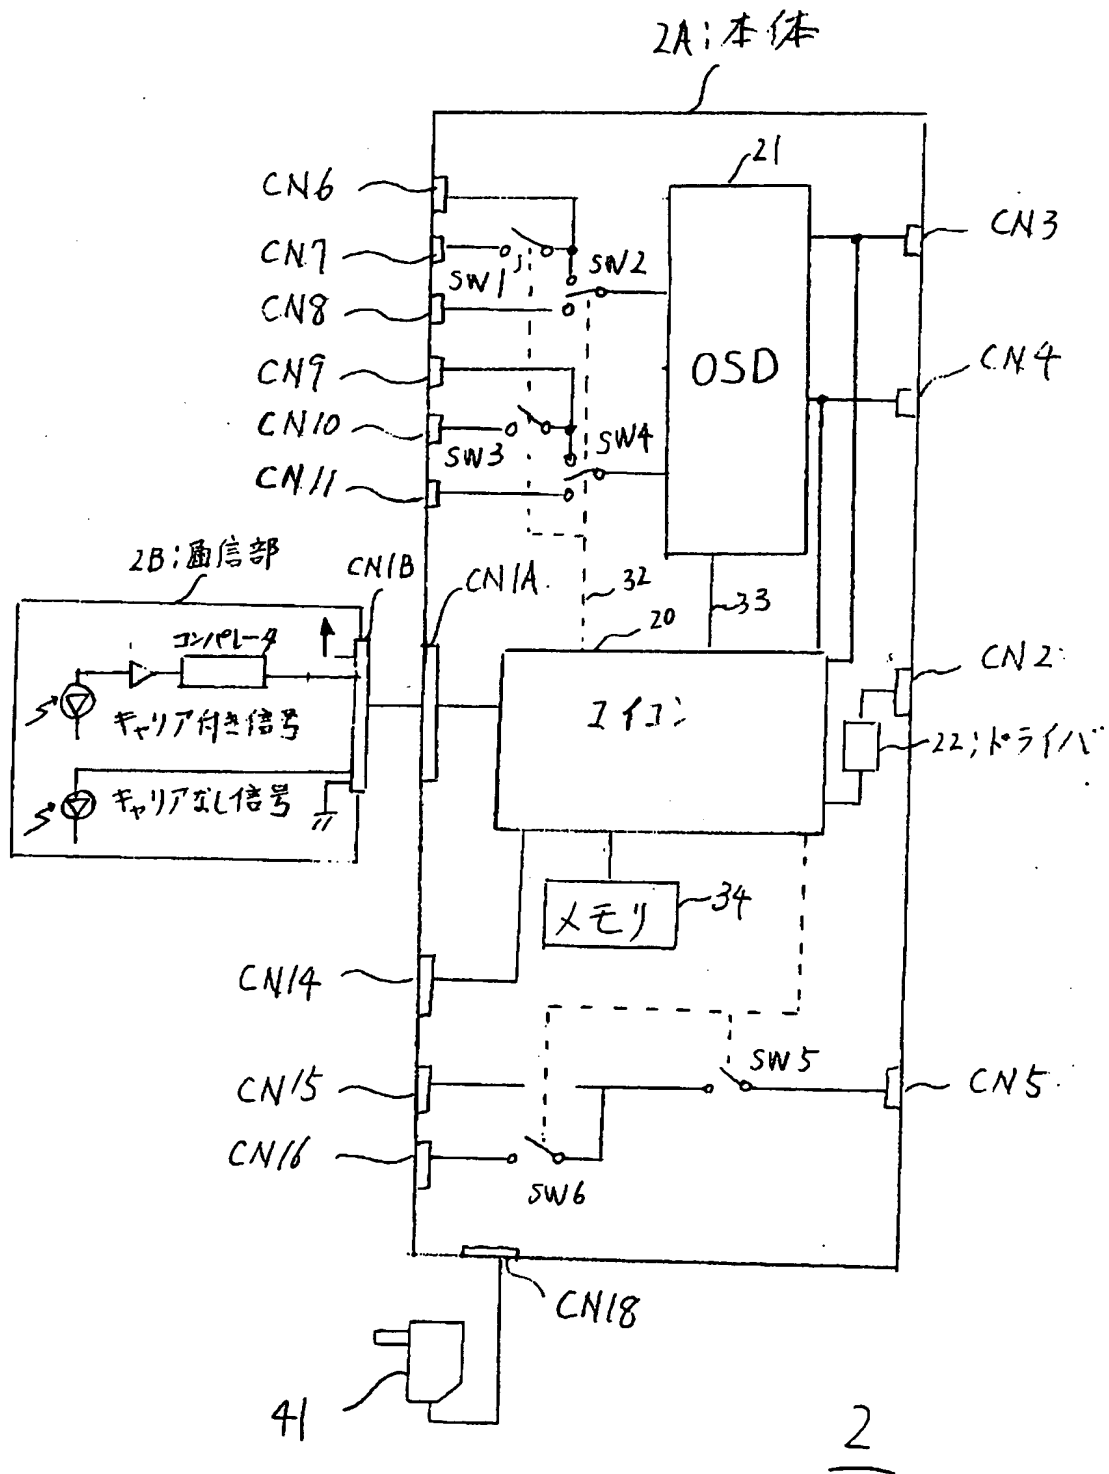 2A;本体
21
CN6
CN3
CN7
SW1
SW2
CN8
CN9
OSD
CN4
CN10
SW3
SW4
CN11
2B;通信部
CN1B
CN1A
32
33
20
コンパレータ
CN2
キャリア付き信号
マイコン
22;ドライバ
キャリアなし信号
メモリ
34
CN14
SW5
CN15
CN5
CN16
SW6
CN18
41
2